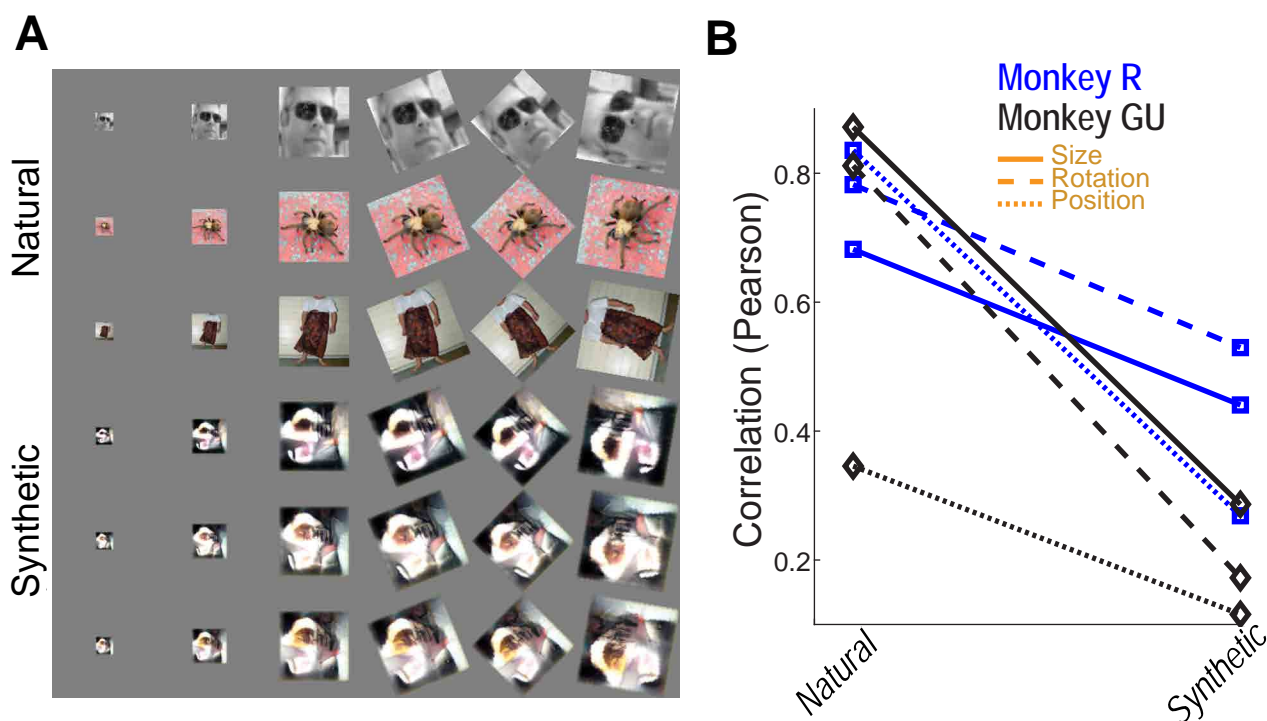 A
Natural
Synthetic
B
Monkey R
Monkey GU
Size
Rotation
Position
Correlation (Pearson)
0.8
0.6
0.4
0.2
Natural
Synthetic